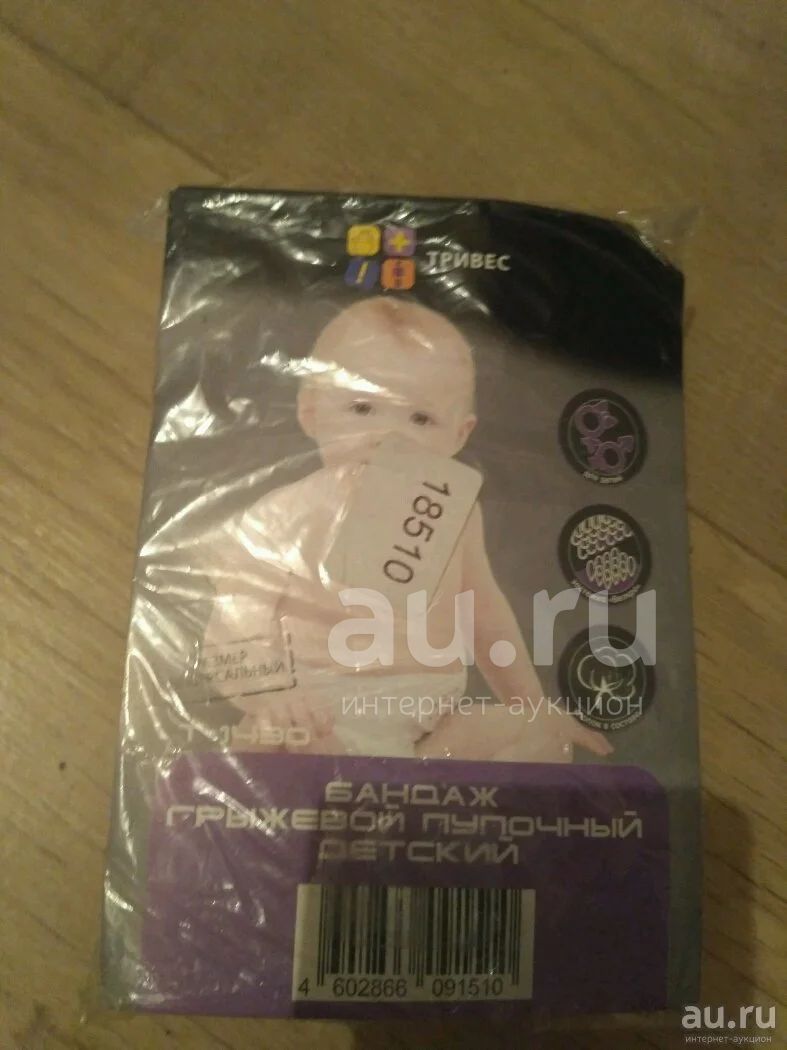 ТРИВЕС
18510
au.ru
интернет-аукцион
Т-1490
БАНДАЖ
ГРЫЖЕВОЙ ПУПОЧНЫЙ
ДЕТСКИЙ
4 602866 091510
au.ru
интернет-аукцион